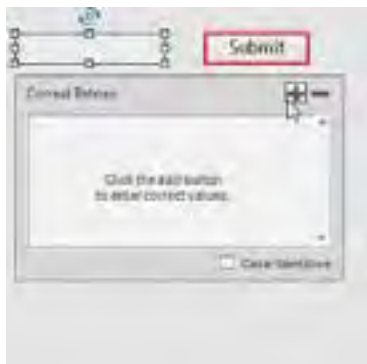 Submit
Correct Entries
Click the add button
to enter correct values.
Case-Sensitive